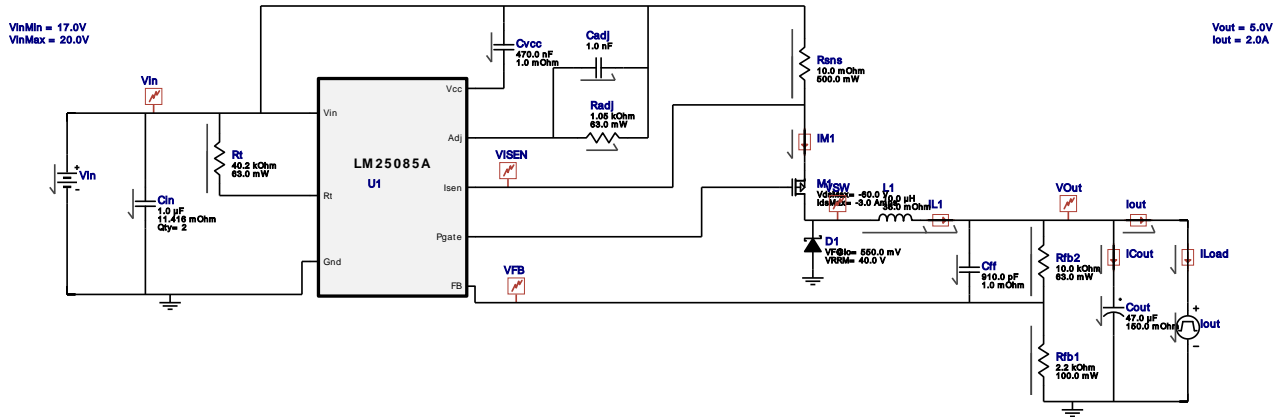 VinMin = 17.0V
VinMax = 20.0V
Vout = 5.0V
Iout = 2.0A
Cvcc
470.0 nF
1.0 mOhm
Cadj
1.0 nF
Rsns
10.0 mOhm
500.0 mW
Vin
Vcc
Vin
Radj
1.05 kOhm
63.0 mW
Adj
IM1
Rt
40.2 kOhm
63.0 mW
LM25085A
U1
VISEN
Vin
Isen
M1
VdsMax= -60.0 V
IdsMax= -3.0 Amps
VSW
L1
µH
mOhm
IL1
VOut
Iout
Cin
1.0 µF
11.416 mOhm
Qty= 2
Rt
Pgate
D1
550.0 mV
VRRM= 40.0 V
Gnd
VFB
FB
Cff
910.0 pF
1.0 mOhm
Rfb2
10.0 kOhm
63.0 mW
ICout
ILoad
Cout
47.0 µF
150.0 mOhm
Iout
Rfb1
2.2 kOhm
100.0 mW